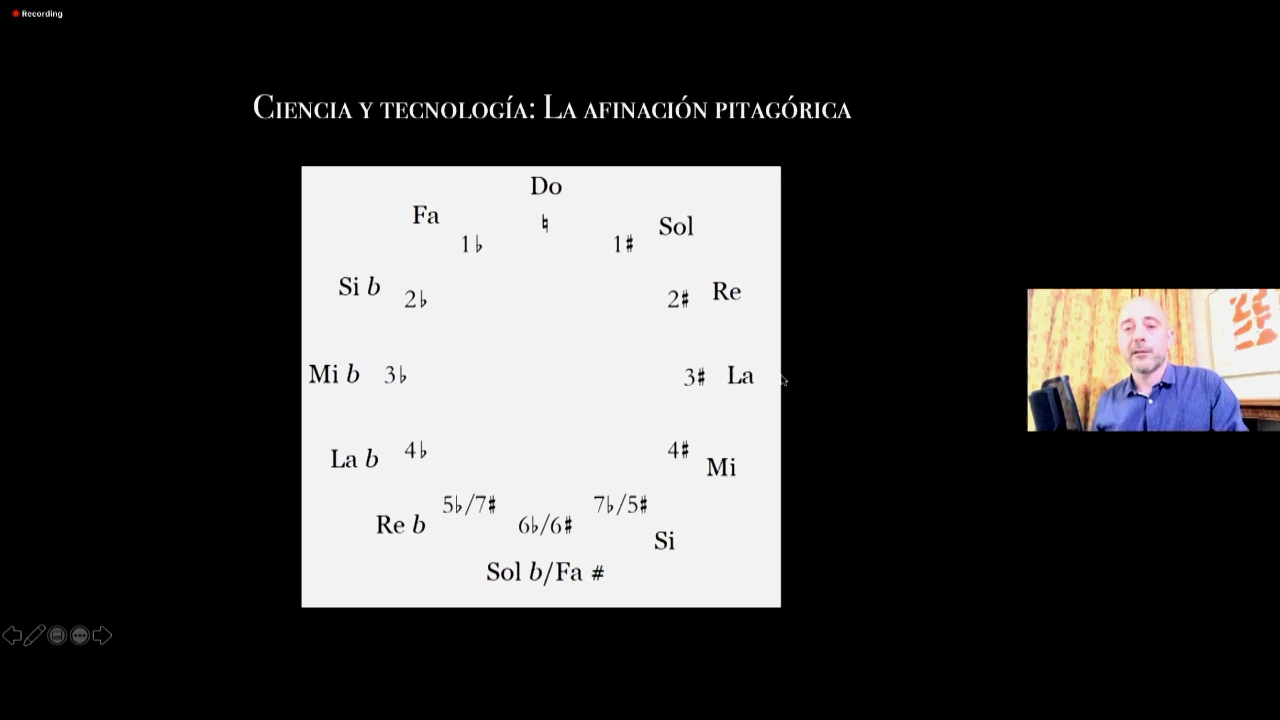 Recording
Ciencia y tecnología: La afinación pitagórica
Do
Fa ♮ Sol
1♭ 1♯
Si b 2♭ 2♯ Re
Mi b 3♭ 3♯ La
La b 4♭ 4♯ Mi
5♭/7♯ 7♭/5♯
Re b 6♭/6♯ Si
Sol b/Fa #